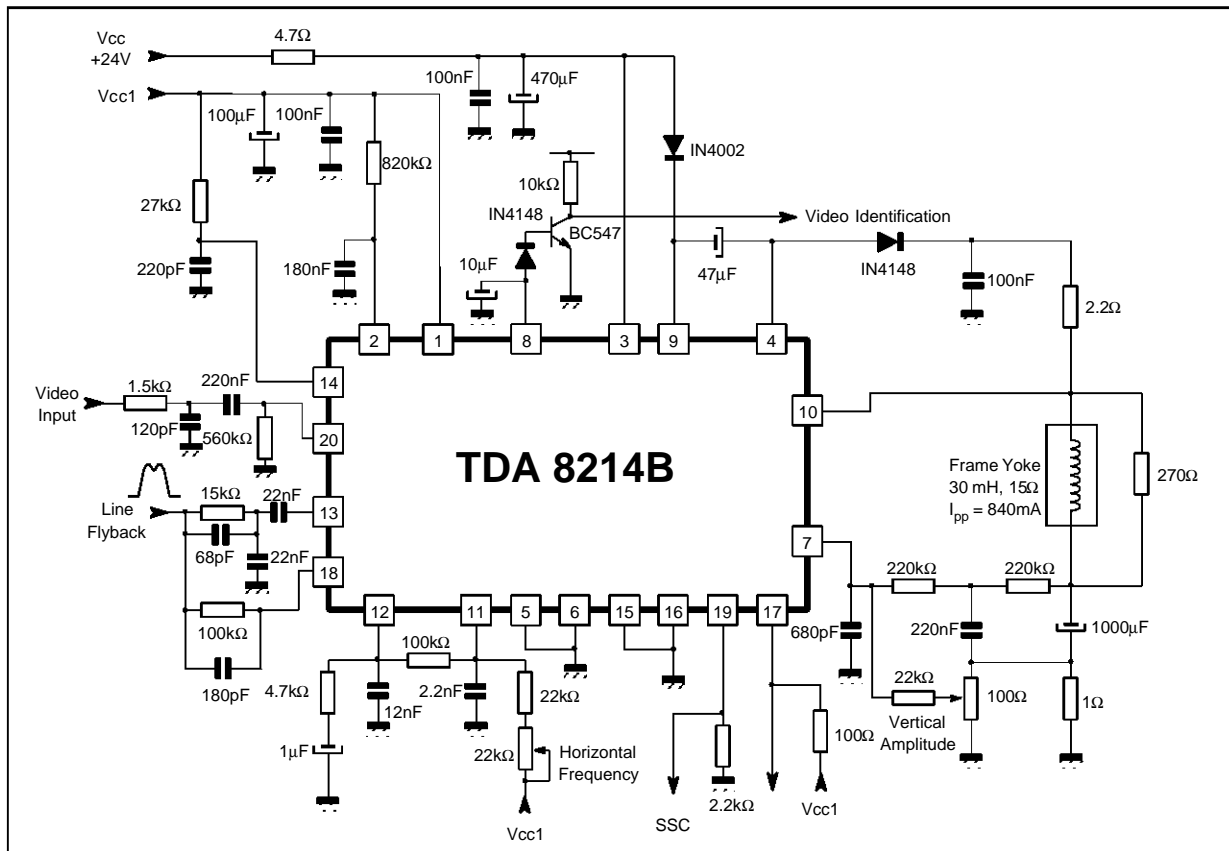 Vcc
+24V
4.7Ω
Vcc1
100µF
100nF
100nF
470µF
820kΩ
IN4002
27kΩ
10kΩ
IN4148
BC547
Video Identification
220pF
180nF
10µF
47µF
IN4148
100nF
2.2Ω
2
1
8
3
9
4
14
10
Video
Input
1.5kΩ
220nF
120pF
560kΩ
20
TDA 8214B
Frame Yoke
30 mH, 15Ω
Ipp = 840mA
270Ω
Line
Flyback
15kΩ
22nF
13
68pF
22nF
18
7
100kΩ
180pF
12
11
5
6
15
16
19
17
220kΩ
220kΩ
680pF
220nF
1000µF
4.7kΩ
100kΩ
2.2nF
12nF
22kΩ
1µF
22kΩ
Horizontal
Frequency
Vcc1
SSC
2.2kΩ
100Ω
Vcc1
22kΩ
Vertical
Amplitude
100Ω
1Ω